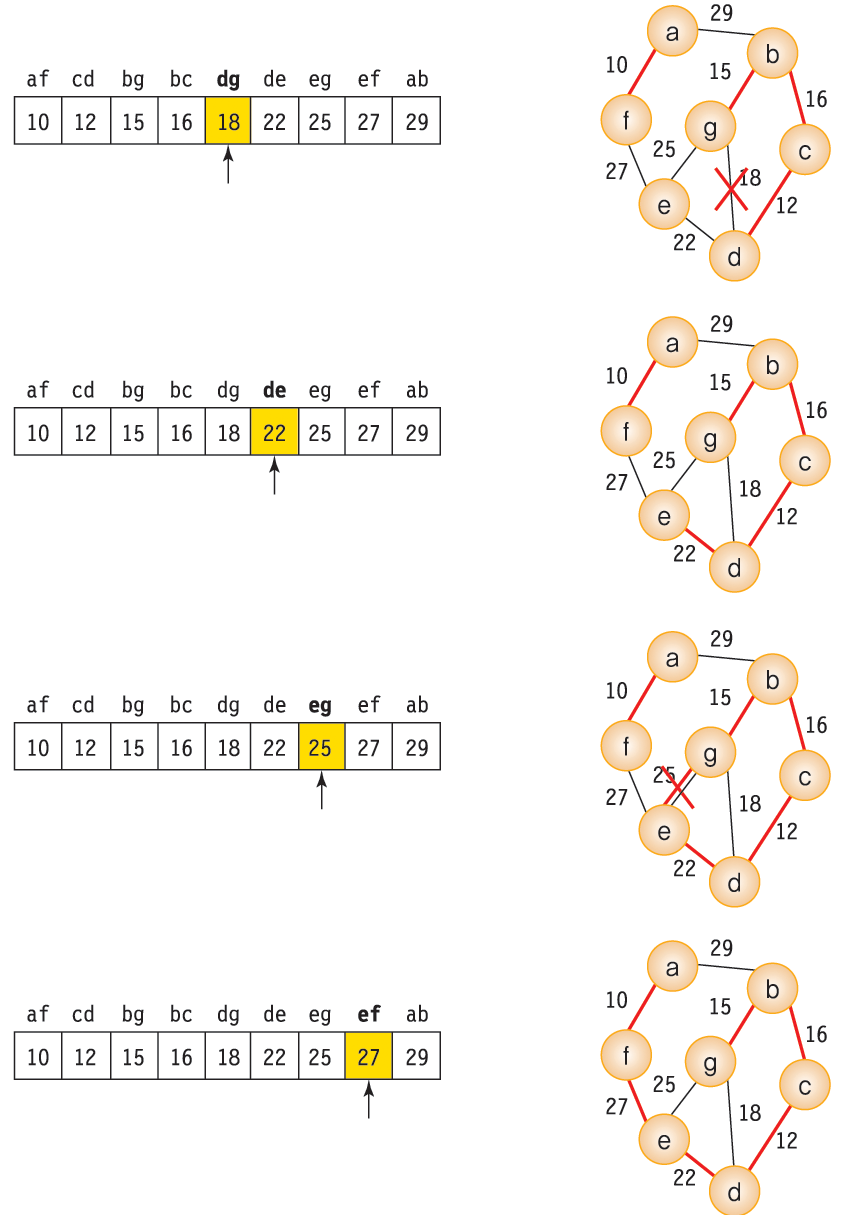 af cd bg bc dg de eg ef ab
10 12 15 16 18 22 25 27 29
a 29 b
10 15 16
f g c
27 25 18 12
e 22 d
af cd bg bc dg de eg ef ab
10 12 15 16 18 22 25 27 29
a 29 b
10 15 16
f g c
27 25 18 12
e 22 d
af cd bg bc dg de eg ef ab
10 12 15 16 18 22 25 27 29
a 29 b
10 15 16
f g c
27 25 18 12
e 22 d
af cd bg bc dg de eg ef ab
10 12 15 16 18 22 25 27 29
a 29 b
10 15 16
f g c
27 25 18 12
e 22 d